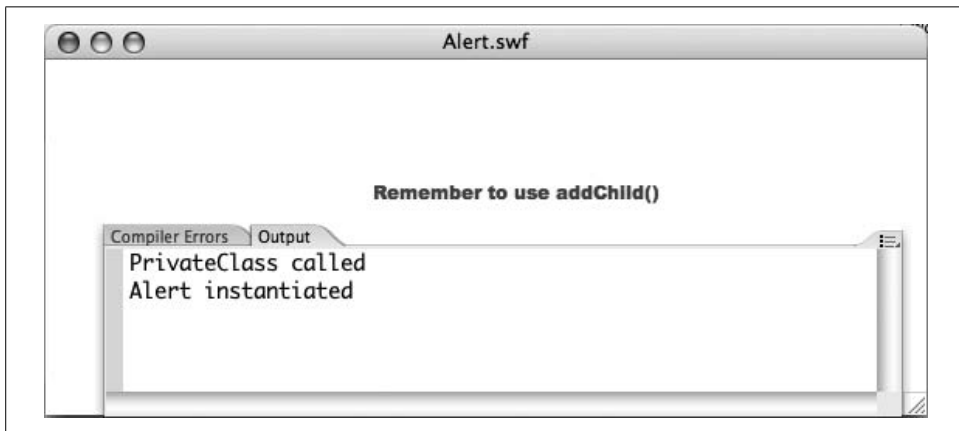 Alert.swf
Remember to use addChild()
Compiler Errors Output
PrivateClass called
Alert instantiated